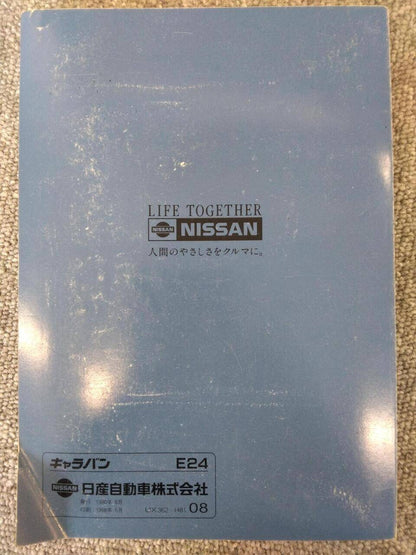 LIFE TOGETHER
NISSAN NISSAN
人間のやさしさをクルマに。
キャラバン E24
NISSAN 日産自動車株式会社
08